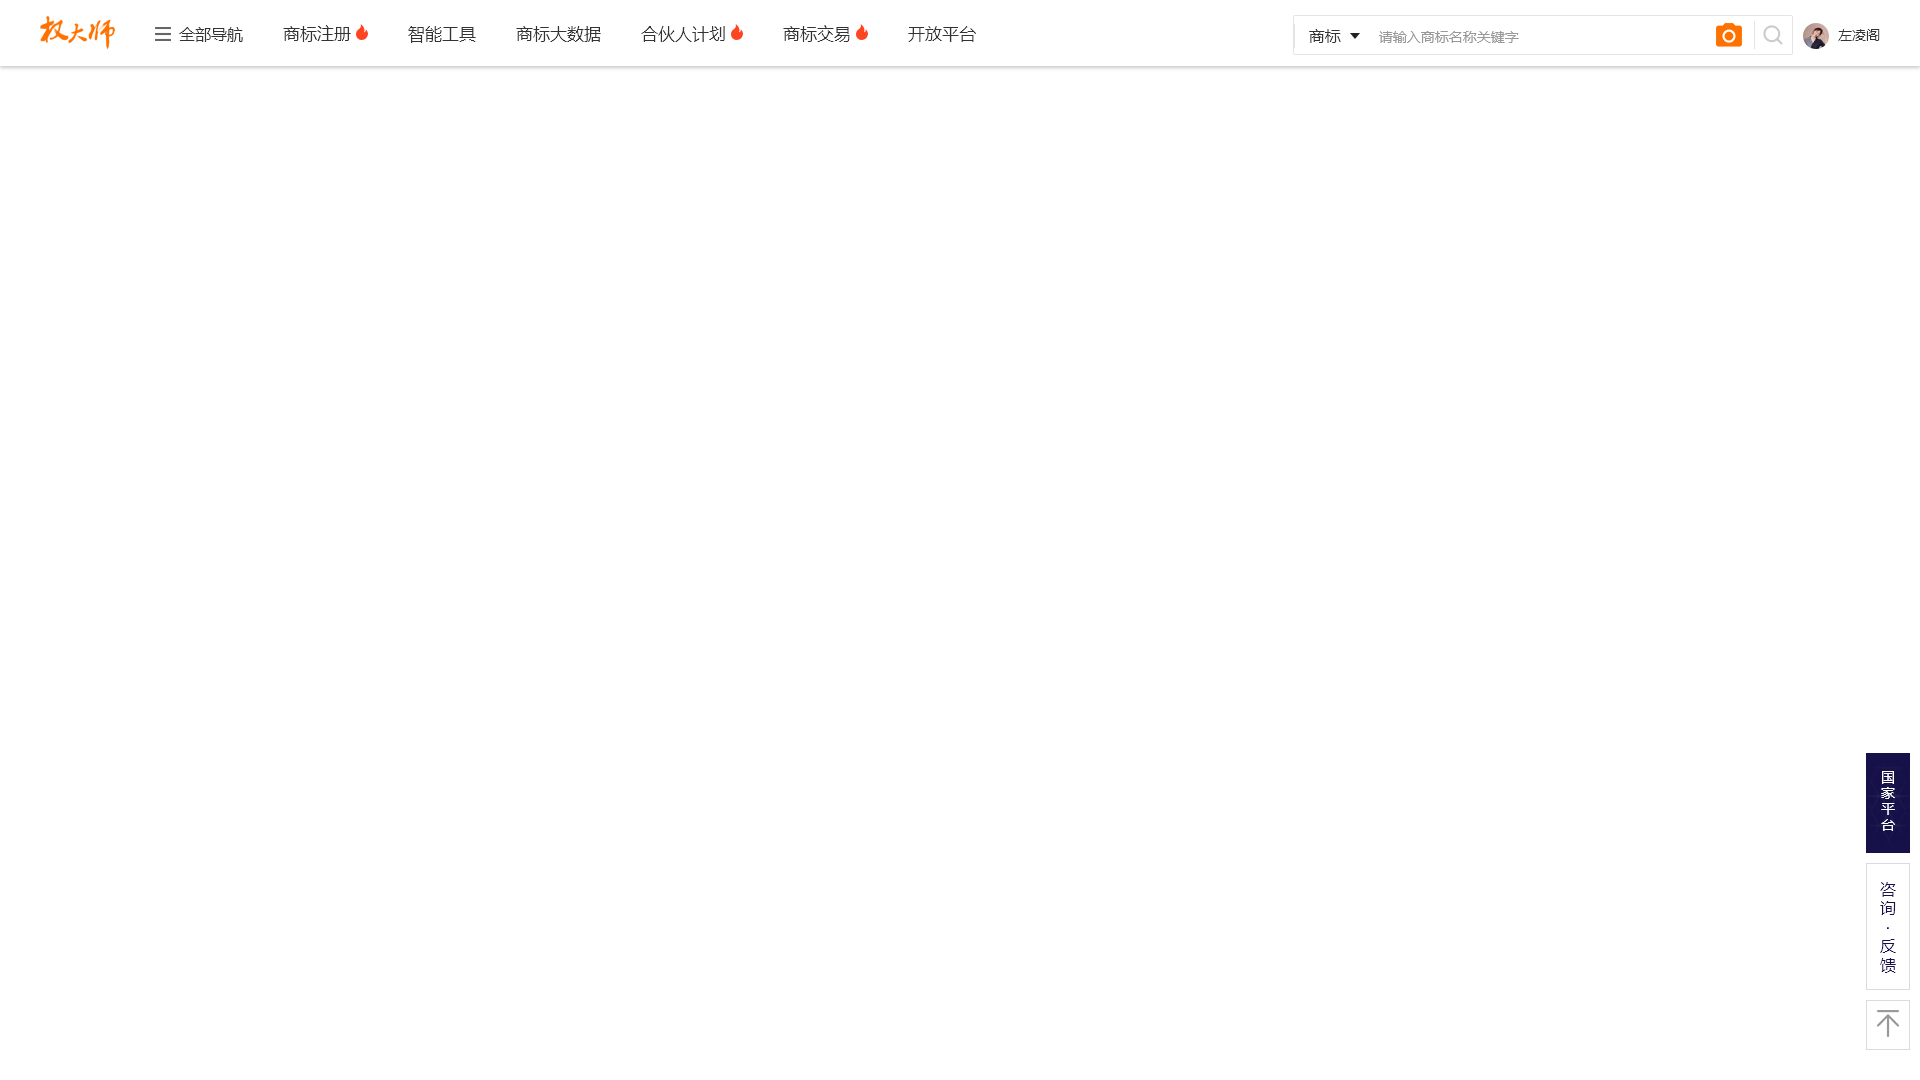 权大师
全部导航
商标注册
智能工具
商标大数据
合伙人计划
商标交易
开放平台
商标
请输入商标名称关键字
左凌阁
国家平台
咨询·反馈